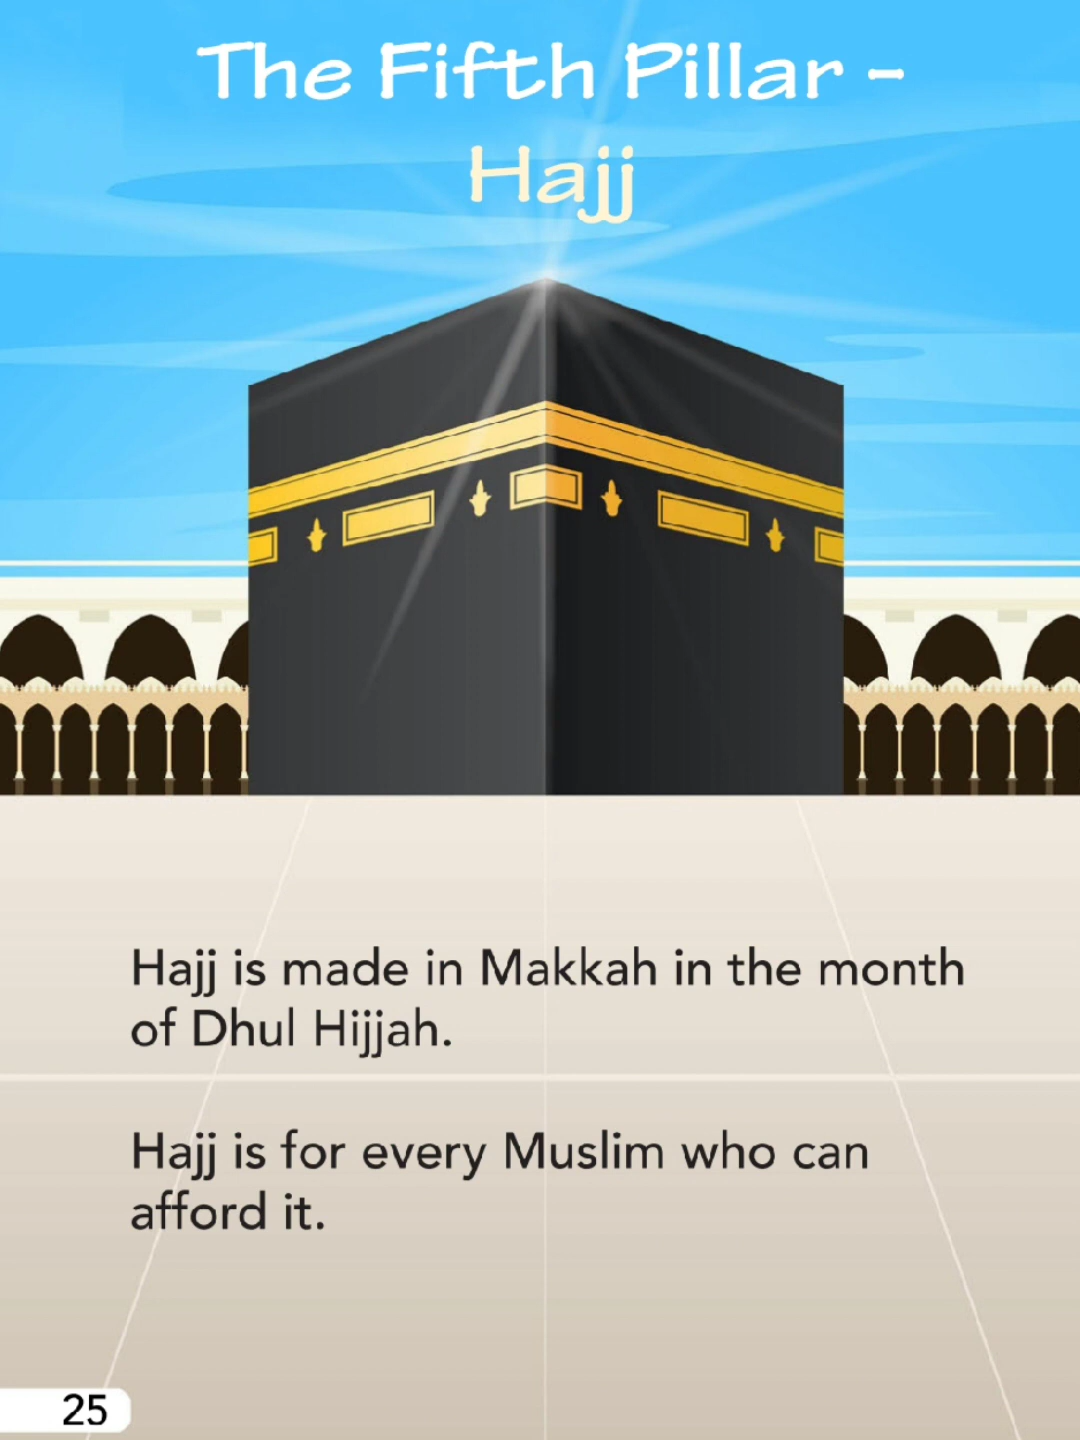 The Fifth Pillar -
Hajj
Hajj is made in Makkah in the month
of Dhul Hijjah.
Hajj is for every Muslim who can
afford it.
25